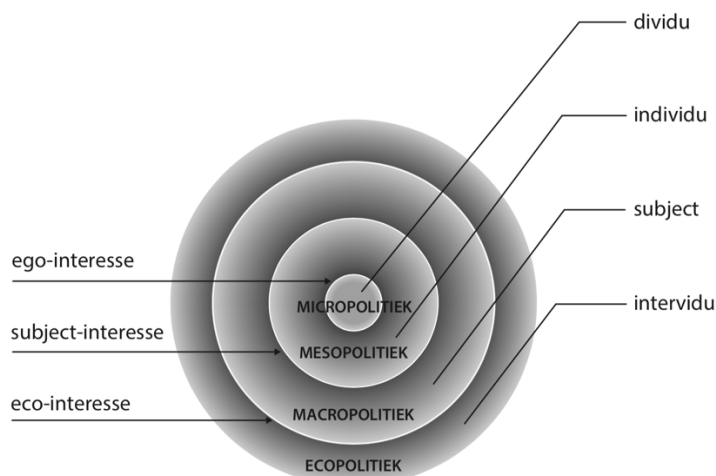 dividu
individu
subject
intervidu
ego-interesse
subject-interesse
eco-interesse
MICROPOLITIEK
MESOPOLITIEK
MACROPOLITIEK
ECOPOLITIEK